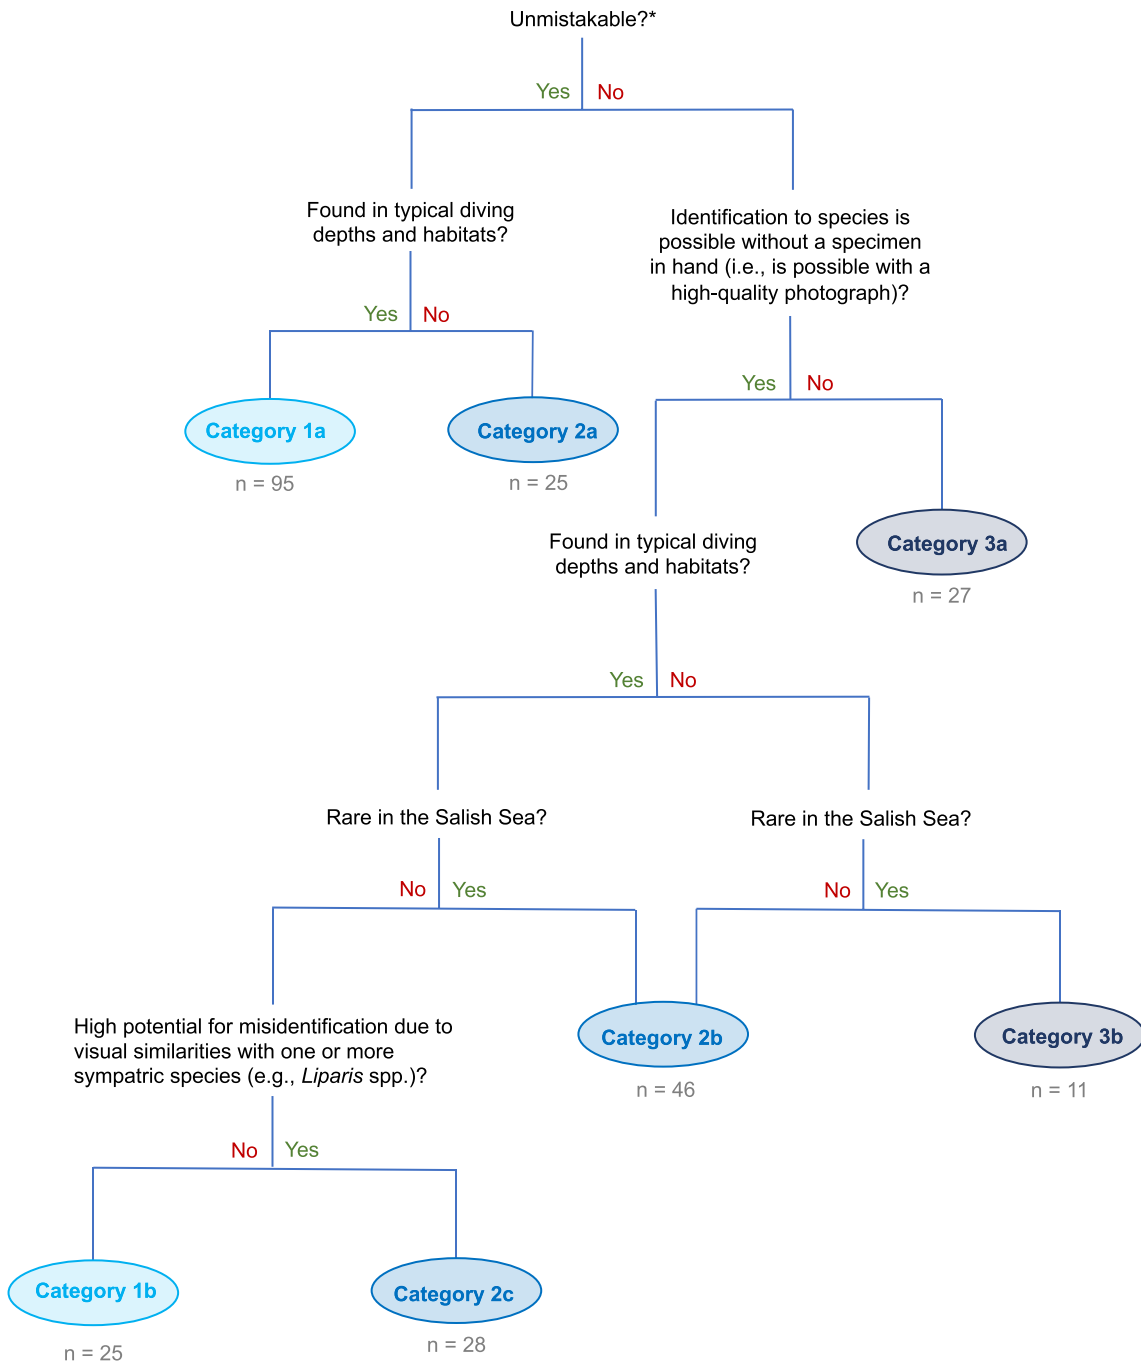 Unmistakable?*
Yes No
Found in typical diving
depths and habitats?
Identification to species is
possible without a specimen
in hand (i.e., is possible with a
high-quality photograph)?
Yes No
Yes No
Category 1a
n = 95
Category 2a
n = 25
Category 3a
n = 27
Found in typical diving
depths and habitats?
Yes No
Rare in the Salish Sea?
Rare in the Salish Sea?
No Yes
No Yes
High potential for misidentification due to
visual similarities with one or more
sympatric species (e.g., Liparis spp.)?
Category 2b
n = 46
Category 3b
n = 11
No Yes
Category 1b
n = 25
Category 2c
n = 28